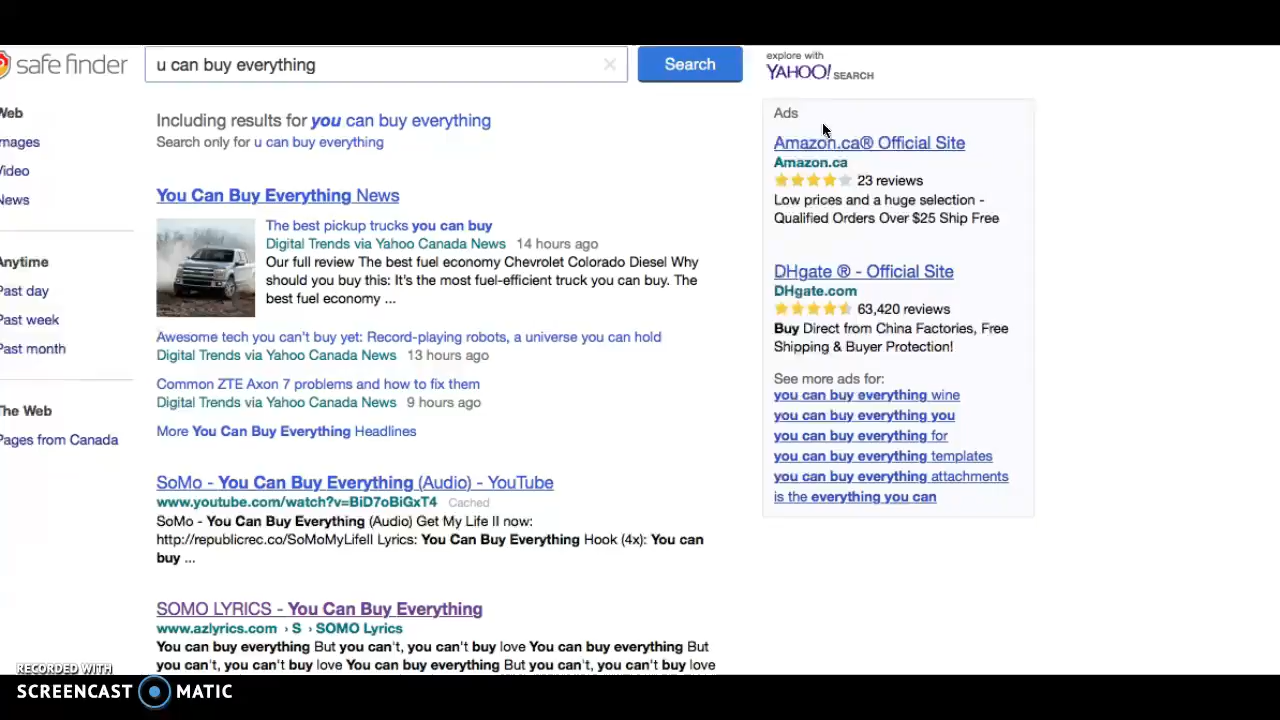 safe finder
u can buy everything
Search
explore with
YAHOO! SEARCH
Web
mages
Video
News
Anytime
Past day
Past week
Past month
The Web
Pages from Canada
Including results for you can buy everything
Search only for u can buy everything
You Can Buy Everything News
The best pickup trucks you can buy
Digital Trends via Yahoo Canada News 14 hours ago
Our full review The best fuel economy Chevrolet Colorado Diesel Why
should you buy this: It's the most fuel-efficient truck you can buy. The
best fuel economy ...
Awesome tech you can't buy yet: Record-playing robots, a universe you can hold
Digital Trends via Yahoo Canada News 13 hours ago
Common ZTE Axon 7 problems and how to fix them
Digital Trends via Yahoo Canada News 9 hours ago
More You Can Buy Everything Headlines
SoMo - You Can Buy Everything (Audio) - YouTube
www.youtube.com/watch?v=BiD7oBiGxT4 Cached
SoMo - You Can Buy Everything (Audio) Get My Life II now:
http://republicrec.co/SoMoMyLifeII Lyrics: You Can Buy Everything Hook (4x): You can
buy ...
SOMO LYRICS - You Can Buy Everything
www.azlyrics.com › S › SOMO Lyrics
You can buy everything But you can't, you can't buy love You can buy everything But
you can't, you can't buy love You can buy everything But you can't, you can't buy love
Ads
Amazon.ca® Official Site
Amazon.ca
23 reviews
Low prices and a huge selection -
Qualified Orders Over $25 Ship Free
DHgate ® - Official Site
DHgate.com
63,420 reviews
Buy Direct from China Factories, Free
Shipping & Buyer Protection!
See more ads for:
you can buy everything wine
you can buy everything you
you can buy everything for
you can buy everything templates
you can buy everything attachments
is the everything you can
RECORDED WITH
SCREENCAST MATIC